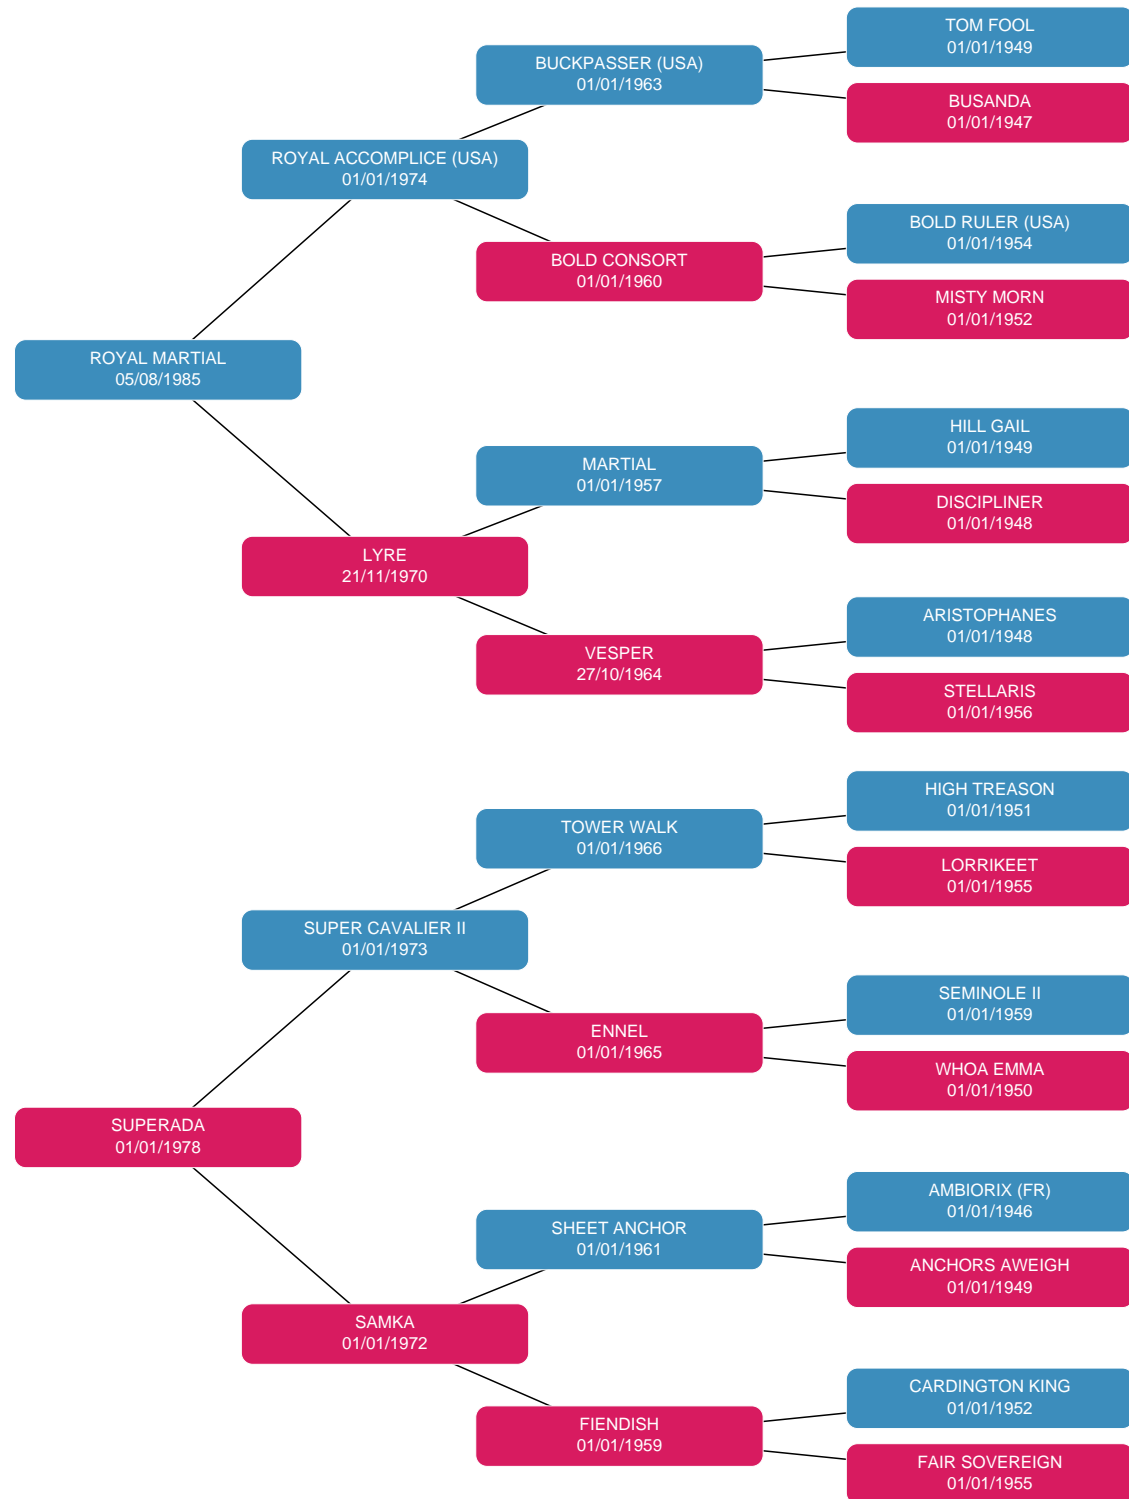 TOM FOOL
01/01/1949
BUCKPASSER (USA)
01/01/1963
BUSANDA
01/01/1947
ROYAL ACCOMPLICE (USA)
01/01/1974
BOLD RULER (USA)
01/01/1954
BOLD CONSORT
01/01/1960
MISTY MORN
01/01/1952
ROYAL MARTIAL
05/08/1985
HILL GAIL
01/01/1949
MARTIAL
01/01/1957
DISCIPLINER
01/01/1948
LYRE
21/11/1970
ARISTOPHANES
01/01/1948
VESPER
27/10/1964
STELLARIS
01/01/1956
HIGH TREASON
01/01/1951
TOWER WALK
01/01/1966
LORRIKEET
01/01/1955
SUPER CAVALIER II
01/01/1973
SEMINOLE II
01/01/1959
ENNEL
01/01/1965
WHOA EMMA
01/01/1950
SUPERADA
01/01/1978
AMBIORIX (FR)
01/01/1946
SHEET ANCHOR
01/01/1961
ANCHORS AWEIGH
01/01/1949
SAMKA
01/01/1972
CARDINGTON KING
01/01/1952
FIENDISH
01/01/1959
FAIR SOVEREIGN
01/01/1955